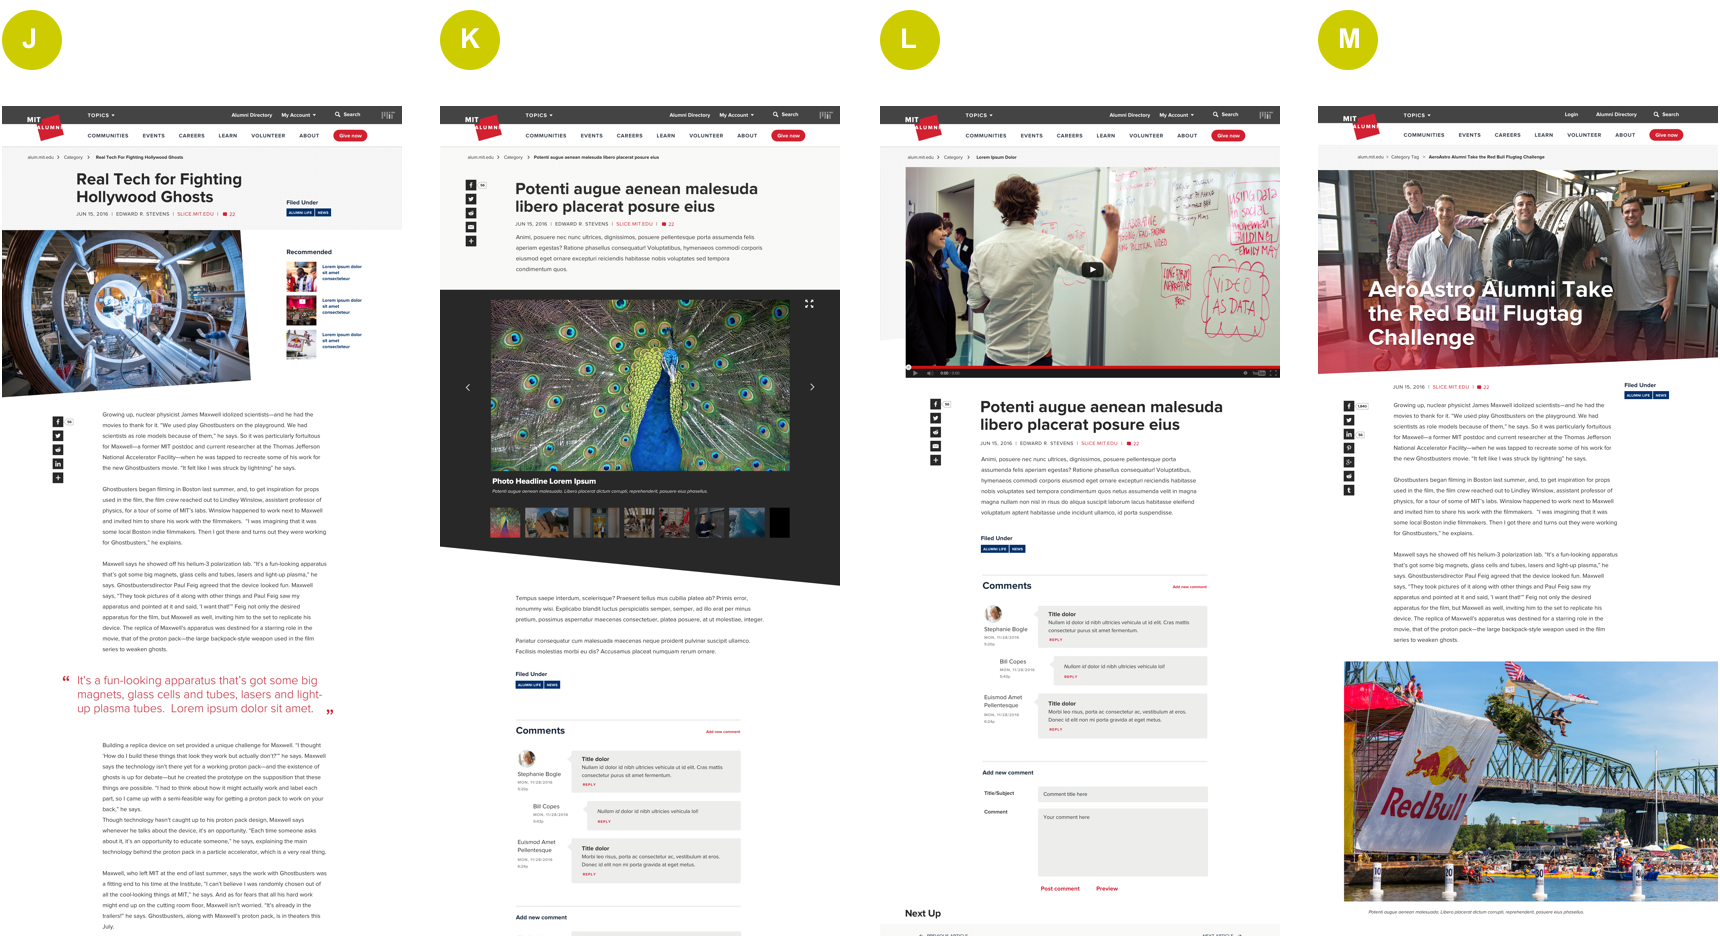 J
MIT
ALUMNI
TOPICS
Alumni Directory
My Account
Search
COMMUNITIES
EVENTS
CAREERS
LEARN
VOLUNTEER
ABOUT
Give now
alum.mit.edu > Category > Real Tech For Fighting Hollywood Ghosts
Real Tech for Fighting
Hollywood Ghosts
JUN 15, 2016 | EDWARD R. STEVENS | SLICE.MIT.EDU | 22
Filed Under
ALUMNI LIFE
NEWS
Recommended
Lorem ipsum dolor
sit amet
consectetuer
Lorem ipsum dolor
sit amet
consectetuer
Lorem ipsum dolor
sit amet
consectetuer
Growing up, nuclear physicist James Maxwell idolized scientists—and he had the
movies to thank for it. "We used play Ghostbusters on the playground. We had
scientists as role models because of them," he says. So it was particularly fortuitous
for Maxwell—a former MIT postdoc and current researcher at the Thomas Jefferson
National Accelerator Facility—when he was tapped to recreate some of his work for
the new Ghostbusters movie. "It felt like I was struck by lightning" he says.
Ghostbusters began filming in Boston last summer, and, to get inspiration for props
used in the film, the film crew reached out to Lindley Winslow, assistant professor of
physics, for a tour of some of MIT's labs. Winslow happened to work next to Maxwell
and invited him to share his work with the filmmakers. "I was imagining that it was
some local Boston indie filmmakers. Then I got there and turns out they were working
for Ghostbusters," he explains.
Maxwell says he showed off his helium-3 polarization lab. "It's a fun-looking apparatus
that's got some big magnets, glass cells and tubes, lasers and light-up plasma," he
says. Ghostbustersdirector Paul Feig agreed that the device looked fun. Maxwell
says, "They took pictures of it along with other things and Paul Feig saw my
apparatus and pointed at it and said, 'I want that!'" Feig not only the desired
apparatus for the film, but Maxwell as well, inviting him to the set to replicate his
device. The replica of Maxwell's apparatus was destined for a starring role in the
movie, that of the proton pack—the large backpack-style weapon used in the film
series to weaken ghosts.
“ It's a fun-looking apparatus that's got some big
magnets, glass cells and tubes, lasers and light-
up plasma tubes. Lorem ipsum dolor sit amet. ”
Building a replica device on set provided a unique challenge for Maxwell. "I thought
'How do I build these things that look they work but actually don't?'" he says. Maxwell
says the technology isn't there yet for a working proton pack—and the existence of
ghosts is up for debate—but he created the prototype on the supposition that these
things are possible. "I had to think about how it might actually work and label each
part, so I came up with a semi-feasible way for getting a proton pack to work on your
back," he says.
Though technology hasn't caught up to his proton pack design, Maxwell says
whenever he talks about the device, it's an opportunity. "Each time someone asks
about it, it's an opportunity to educate someone," he says, explaining the main
technology behind the proton pack in a particle accelerator, which is a very real thing.
Maxwell, who left MIT at the end of last summer, says the work with Ghostbusters was
a fitting end to his time at the Institute, "I can't believe I was randomly chosen out of
all the cool-looking things at MIT," he says. And as for fears that all his hard work
might end up on the cutting room floor, Maxwell isn't worried. "It's already in the
trailers!" he says. Ghostbusters, along with Maxwell's proton pack, is in theaters this
July.
K
MIT
ALUMNI
TOPICS
Alumni Directory
My Account
Search
COMMUNITIES
EVENTS
CAREERS
LEARN
VOLUNTEER
ABOUT
Give now
alum.mit.edu > Category > Potenti augue aenean malesuda libero placerat posure eius
Potenti augue aenean malesuda
libero placerat posure eius
JUN 15, 2016 | EDWARD R. STEVENS | SLICE.MIT.EDU | 22
Animi, posuere nec nunc ultrices, dignissimos, posuere pellentesque porta assumenda felis
aperiam egestas? Ratione phasellus consequatur! Voluptatibus, hymenaeos commodi corporis
eiusmod eget ornare excepturi reiciendis habitasse nobis voluptates sed tempora
condimentum quos.
Photo Headline Lorem Ipsum
Potenti augue aenean malesuada. Libero placerat dictum corrupti, reprehenderit, posuere eius phasellus.
Tempus saepe interdum, scelerisque? Praesent tellus mus cubilia platea ab? Primis error,
nonummy wisi. Explicabo blandit luctus perspiciatis semper, semper, ad illo erat per minus
pretium, possimus aspernatur maecenas consectetuer, platea posuere, at ut molestiae, integer.
Pariatur consequatur cum malesuada maecenas neque proident pulvinar suscipit ullamco.
Facilisis molestias morbi eu dis? Accusamus placeat numquam rerum ornare.
Filed Under
ALUMNI LIFE
NEWS
Comments
Add new comment
Stephanie Bogle
MON, 11/28/2016
Title dolor
Nullam id dolor id nibh ultricies vehicula ut id elit. Cras mattis
consectetur purus sit amet fermentum.
REPLY
Bill Copes
MON, 11/28/2016
Nullam id dolor id nibh ultricies vehicula lol!
REPLY
Euismod Amet
Pellentesque
MON, 11/28/2016
Title dolor
Morbi leo risus, porta ac consectetur ac, vestibulum at eros.
Donec id elit non mi porta gravida at eget metus.
REPLY
Add new comment
L
MIT
ALUMNI
TOPICS
Alumni Directory
My Account
Search
COMMUNITIES
EVENTS
CAREERS
LEARN
VOLUNTEER
ABOUT
Give now
alum.mit.edu > Category > Lorem Ipsum Dolor
USING DATA
VIDEO
AS DATA
0:00 / 0:00
YouTube
Potenti augue aenean malesuda
libero placerat posure eius
JUN 15, 2016 | EDWARD R. STEVENS | SLICE.MIT.EDU | 22
Animi, posuere nec nunc ultrices, dignissimos, posuere pellentesque porta
assumenda felis aperiam egestas? Ratione phasellus consequatur! Voluptatibus,
hymenaeos commodi corporis eiusmod eget ornare excepturi reiciendis habitasse
nobis voluptates sed tempora condimentum quos netus assumenda velit in magna
magna nullam non nisl in risus do aliqua suscipit laborum lacus habitasse eleifend
voluptatum aptent habitasse unde incidunt ullamco, id porta suspendisse.
Filed Under
ALUMNI LIFE
NEWS
Comments
Add new comment
Stephanie Bogle
MON, 11/28/2016
Title dolor
Nullam id dolor id nibh ultricies vehicula ut id elit. Cras mattis
consectetur purus sit amet fermentum.
REPLY
Bill Copes
MON, 11/28/2016
Nullam id dolor id nibh ultricies vehicula lol!
REPLY
Euismod Amet
Pellentesque
MON, 11/28/2016
Title dolor
Morbi leo risus, porta ac consectetur ac, vestibulum at eros.
Donec id elit non mi porta gravida at eget metus.
REPLY
Add new comment
Title/Subject
Comment title here
Comment
Your comment here
Post comment
Preview
Next Up
PREVIOUS ARTICLE
NEXT ARTICLE
M
MIT
ALUMNI
TOPICS
Login
Alumni Directory
Search
COMMUNITIES
EVENTS
CAREERS
LEARN
VOLUNTEER
ABOUT
Give now
alum.mit.edu > Category Tag > AeroAstro Alumni Take the Red Bull Flugtag Challenge
AeroAstro Alumni Take
the Red Bull Flugtag
Challenge
JUN 15, 2016 | SLICE.MIT.EDU | 22
Filed Under
ALUMNI LIFE
NEWS
Growing up, nuclear physicist James Maxwell idolized scientists—and he had the
movies to thank for it. "We used play Ghostbusters on the playground. We had
scientists as role models because of them," he says. So it was particularly fortuitous
for Maxwell—a former MIT postdoc and current researcher at the Thomas Jefferson
National Accelerator Facility—when he was tapped to recreate some of his work for
the new Ghostbusters movie. "It felt like I was struck by lightning" he says.
Ghostbusters began filming in Boston last summer, and, to get inspiration for props
used in the film, the film crew reached out to Lindley Winslow, assistant professor of
physics, for a tour of some of MIT's labs. Winslow happened to work next to Maxwell
and invited him to share his work with the filmmakers. "I was imagining that it was
some local Boston indie filmmakers. Then I got there and turns out they were working
for Ghostbusters," he explains.
Maxwell says he showed off his helium-3 polarization lab. "It's a fun-looking apparatus
that's got some big magnets, glass cells and tubes, lasers and light-up plasma," he
says. Ghostbustersdirector Paul Feig agreed that the device looked fun. Maxwell
says, "They took pictures of it along with other things and Paul Feig saw my
apparatus and pointed at it and said, 'I want that!'" Feig not only the desired
apparatus for the film, but Maxwell as well, inviting him to the set to replicate his
device. The replica of Maxwell's apparatus was destined for a starring role in the
movie, that of the proton pack—the large backpack-style weapon used in the film
series to weaken ghosts.
Red Bull
10
20
30
Potenti augue aenean malesuada. Libero placerat dictum corrupti, reprehenderit, posuere eius phasellus.